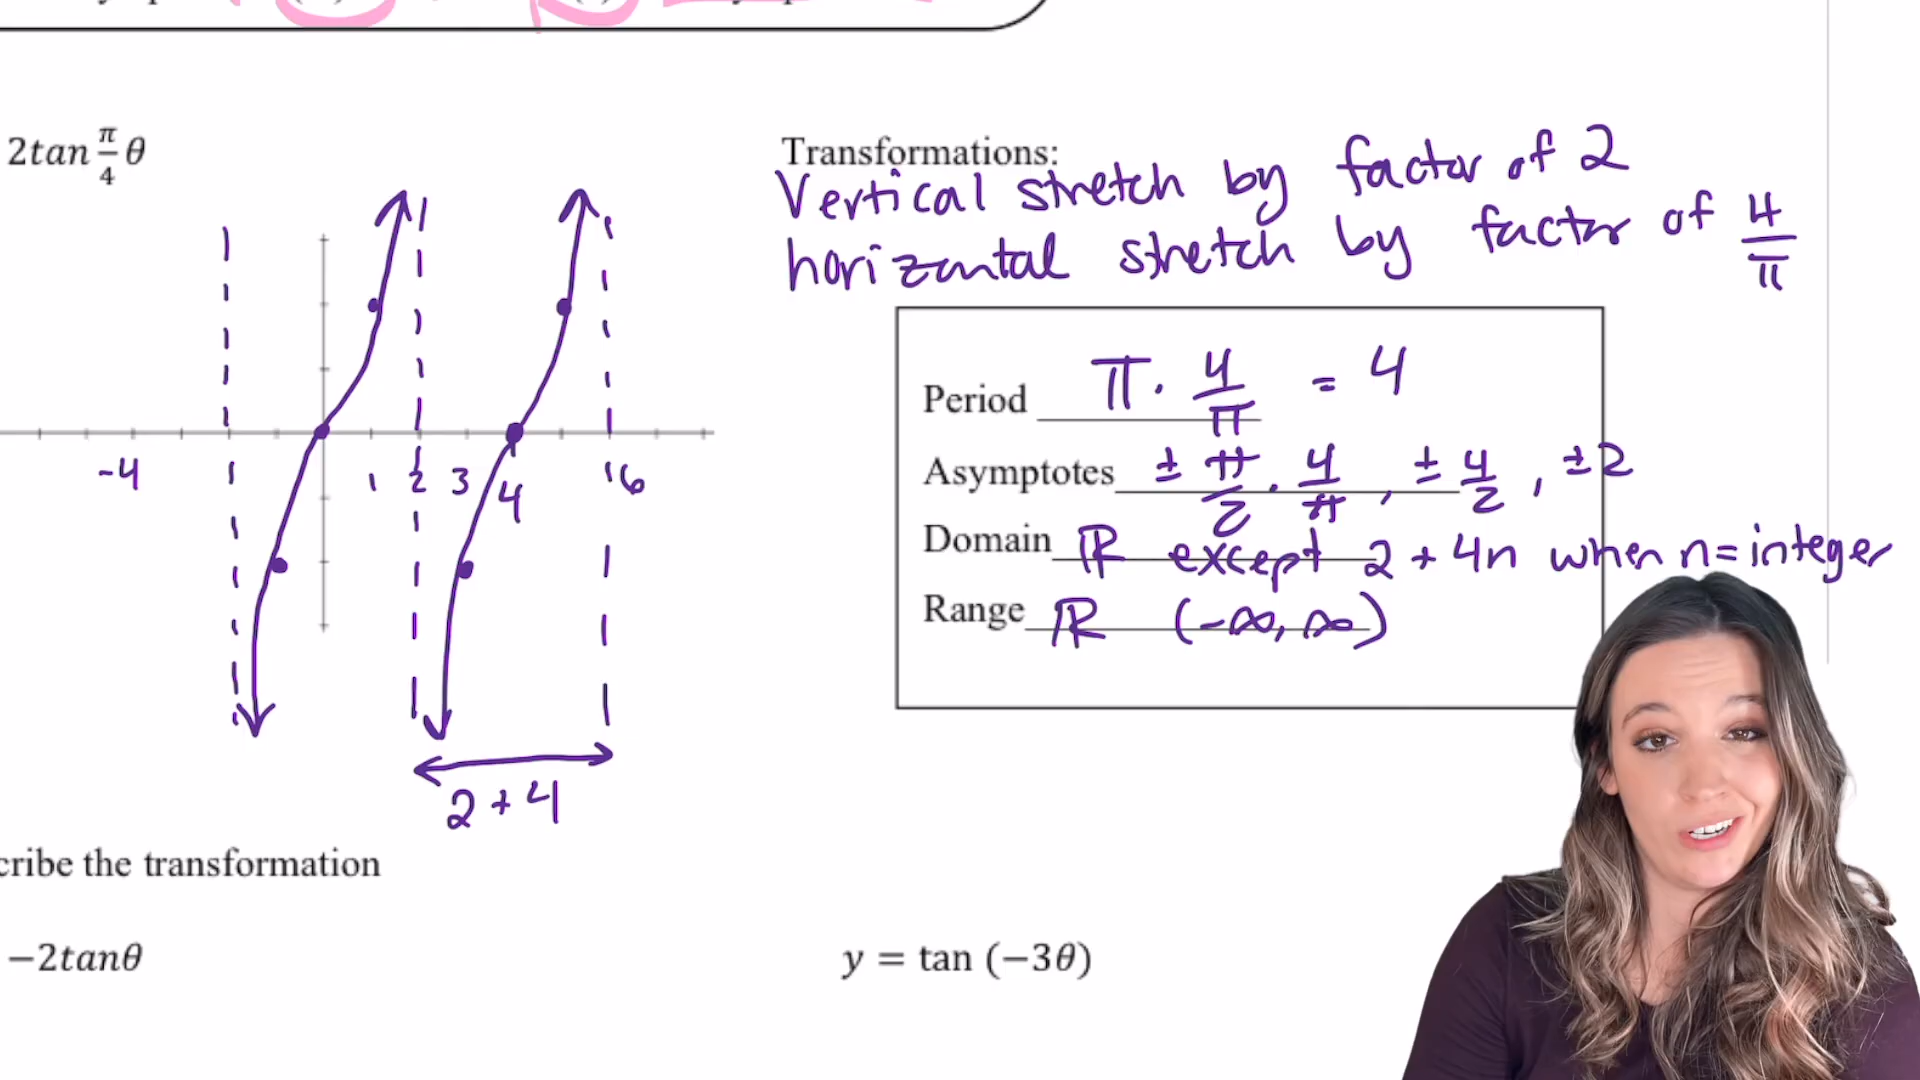 2tan π/4 θ
Transformations:
Vertical stretch by factor of 2
horizontal stretch by factor of 4/π
Period π · 4/π = 4
Asymptotes ± π/2 · 4/π , ± 4/2 , ±2
Domain ℝ except 2 + 4n when n = integer
Range ℝ (-∞, ∞)
-4 1 2 3 4 6
2 + 4
cribe the transformation
−2tanθ
y = tan (−3θ)